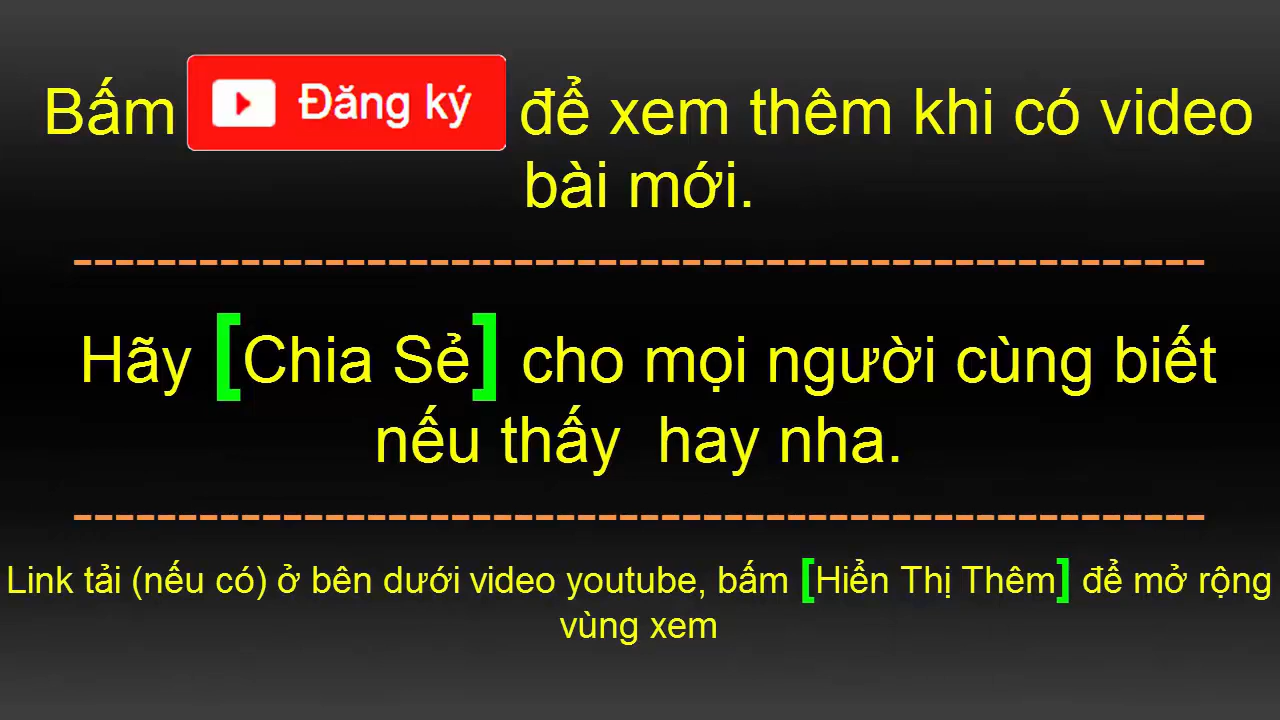 Bấm Đăng ký để xem thêm khi có video
bài mới.
------------------------------------------------------
Hãy [Chia Sẻ] cho mọi người cùng biết
nếu thấy  hay nha.
------------------------------------------------------
Link tải (nếu có) ở bên dưới video youtube, bấm [Hiển Thị Thêm] để mở rộng
vùng xem